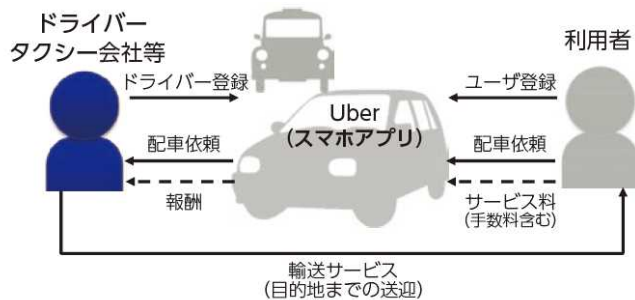 ドライバー
タクシー会社等
利用者
ドライバー登録
ユーザ登録
Uber
(スマホアプリ)
配車依頼
配車依頼
報酬
サービス料
(手数料含む)
輸送サービス
(目的地までの送迎)